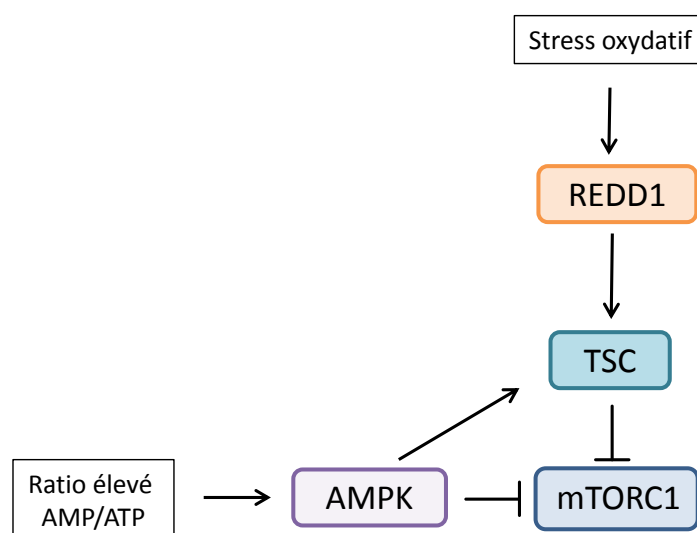 Stress oxydatif
REDD1
TSC
Ratio élevé
AMP/ATP
AMPK
mTORC1